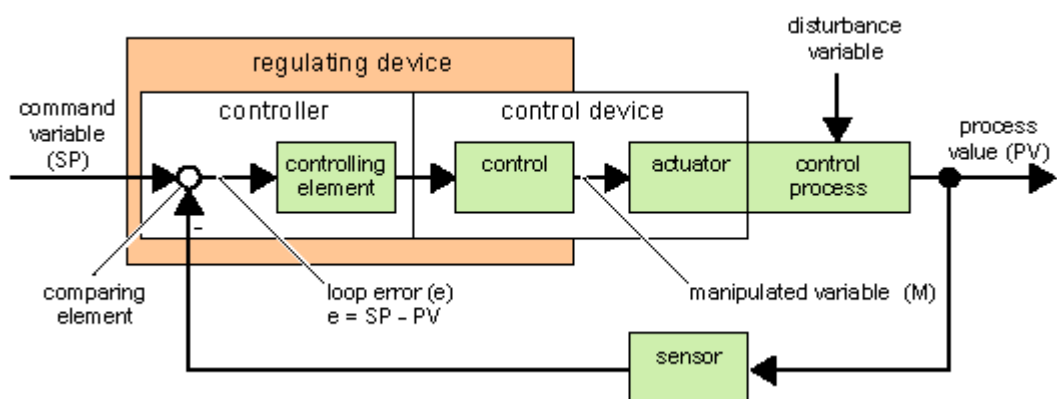 disturbance
variable
regulating device
command
variable
(SP)
controller
control device
process
value (PV)
controlling
element
control
actuator
control
process
-
comparing
element
loop error (e)
e = SP - PV
manipulated variable (M)
sensor